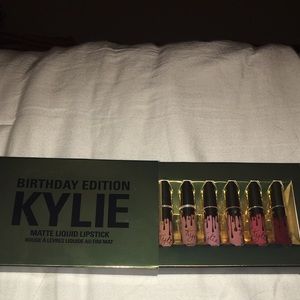 BIRTHDAY EDITION
KYLIE
MATTE LIQUID LIPSTICK
ROUGE À LÈVRES LIQUIDE AU FINI MAT